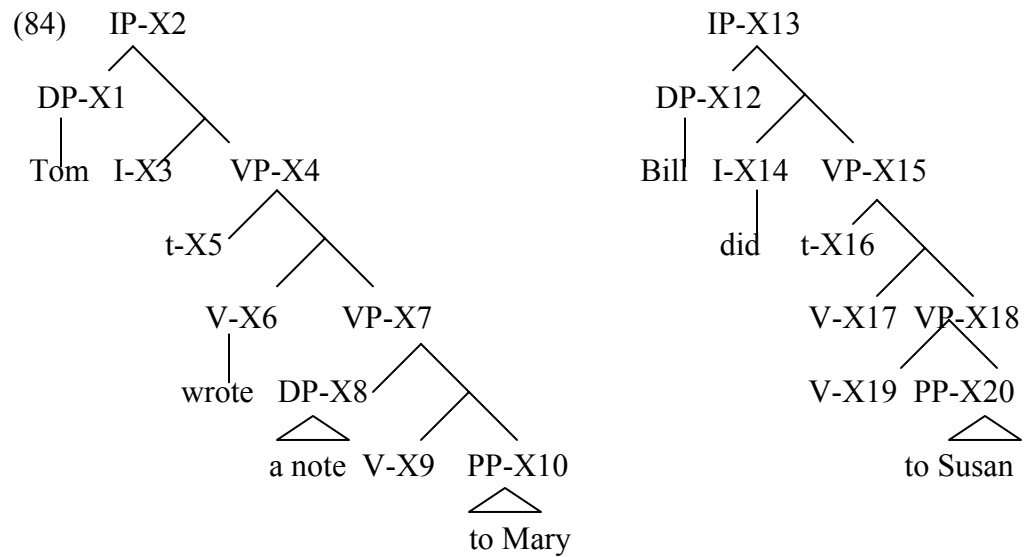 (84) IP-X2 IP-X13
DP-X1 DP-X12
Tom I-X3 VP-X4 Bill I-X14 VP-X15
t-X5 did t-X16
V-X6 VP-X7 V-X17 VP-X18
wrote DP-X8 V-X19 PP-X20
a note V-X9 PP-X10 to Susan
to Mary